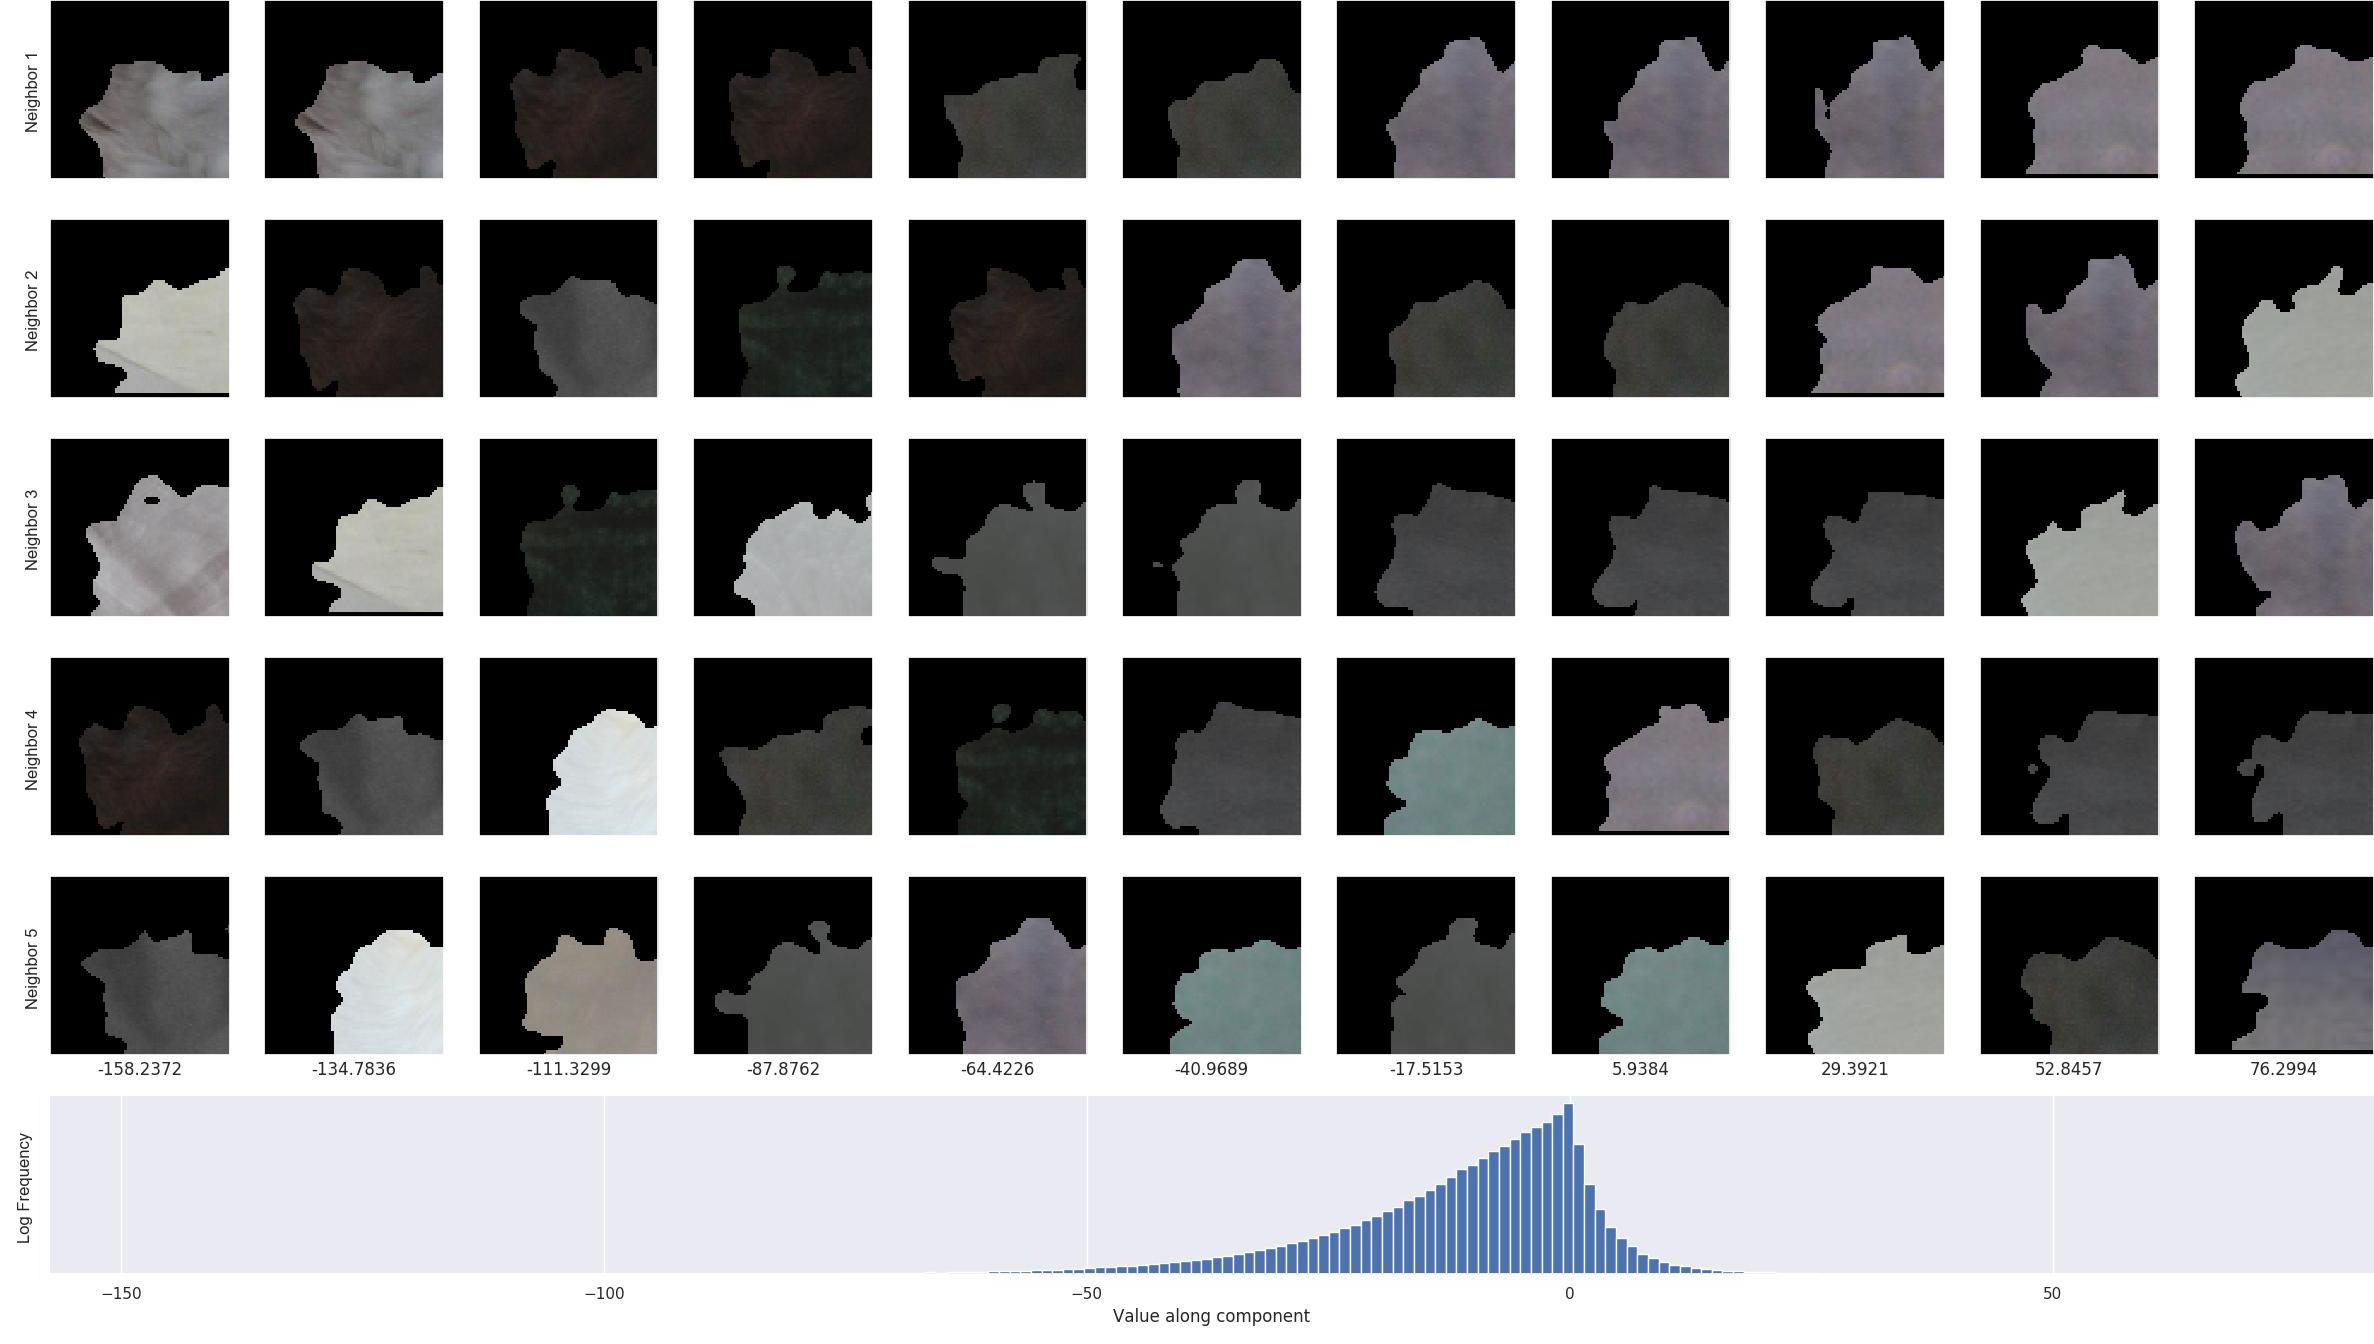 Neighbor 1
Neighbor 2
Neighbor 3
Neighbor 4
Neighbor 5
-158.2372 -134.7836 -111.3299 -87.8762 -64.4226 -40.9689 -17.5153 5.9384 29.3921 52.8457 76.2994
Log Frequency
−150 −100 −50 0 50
Value along component